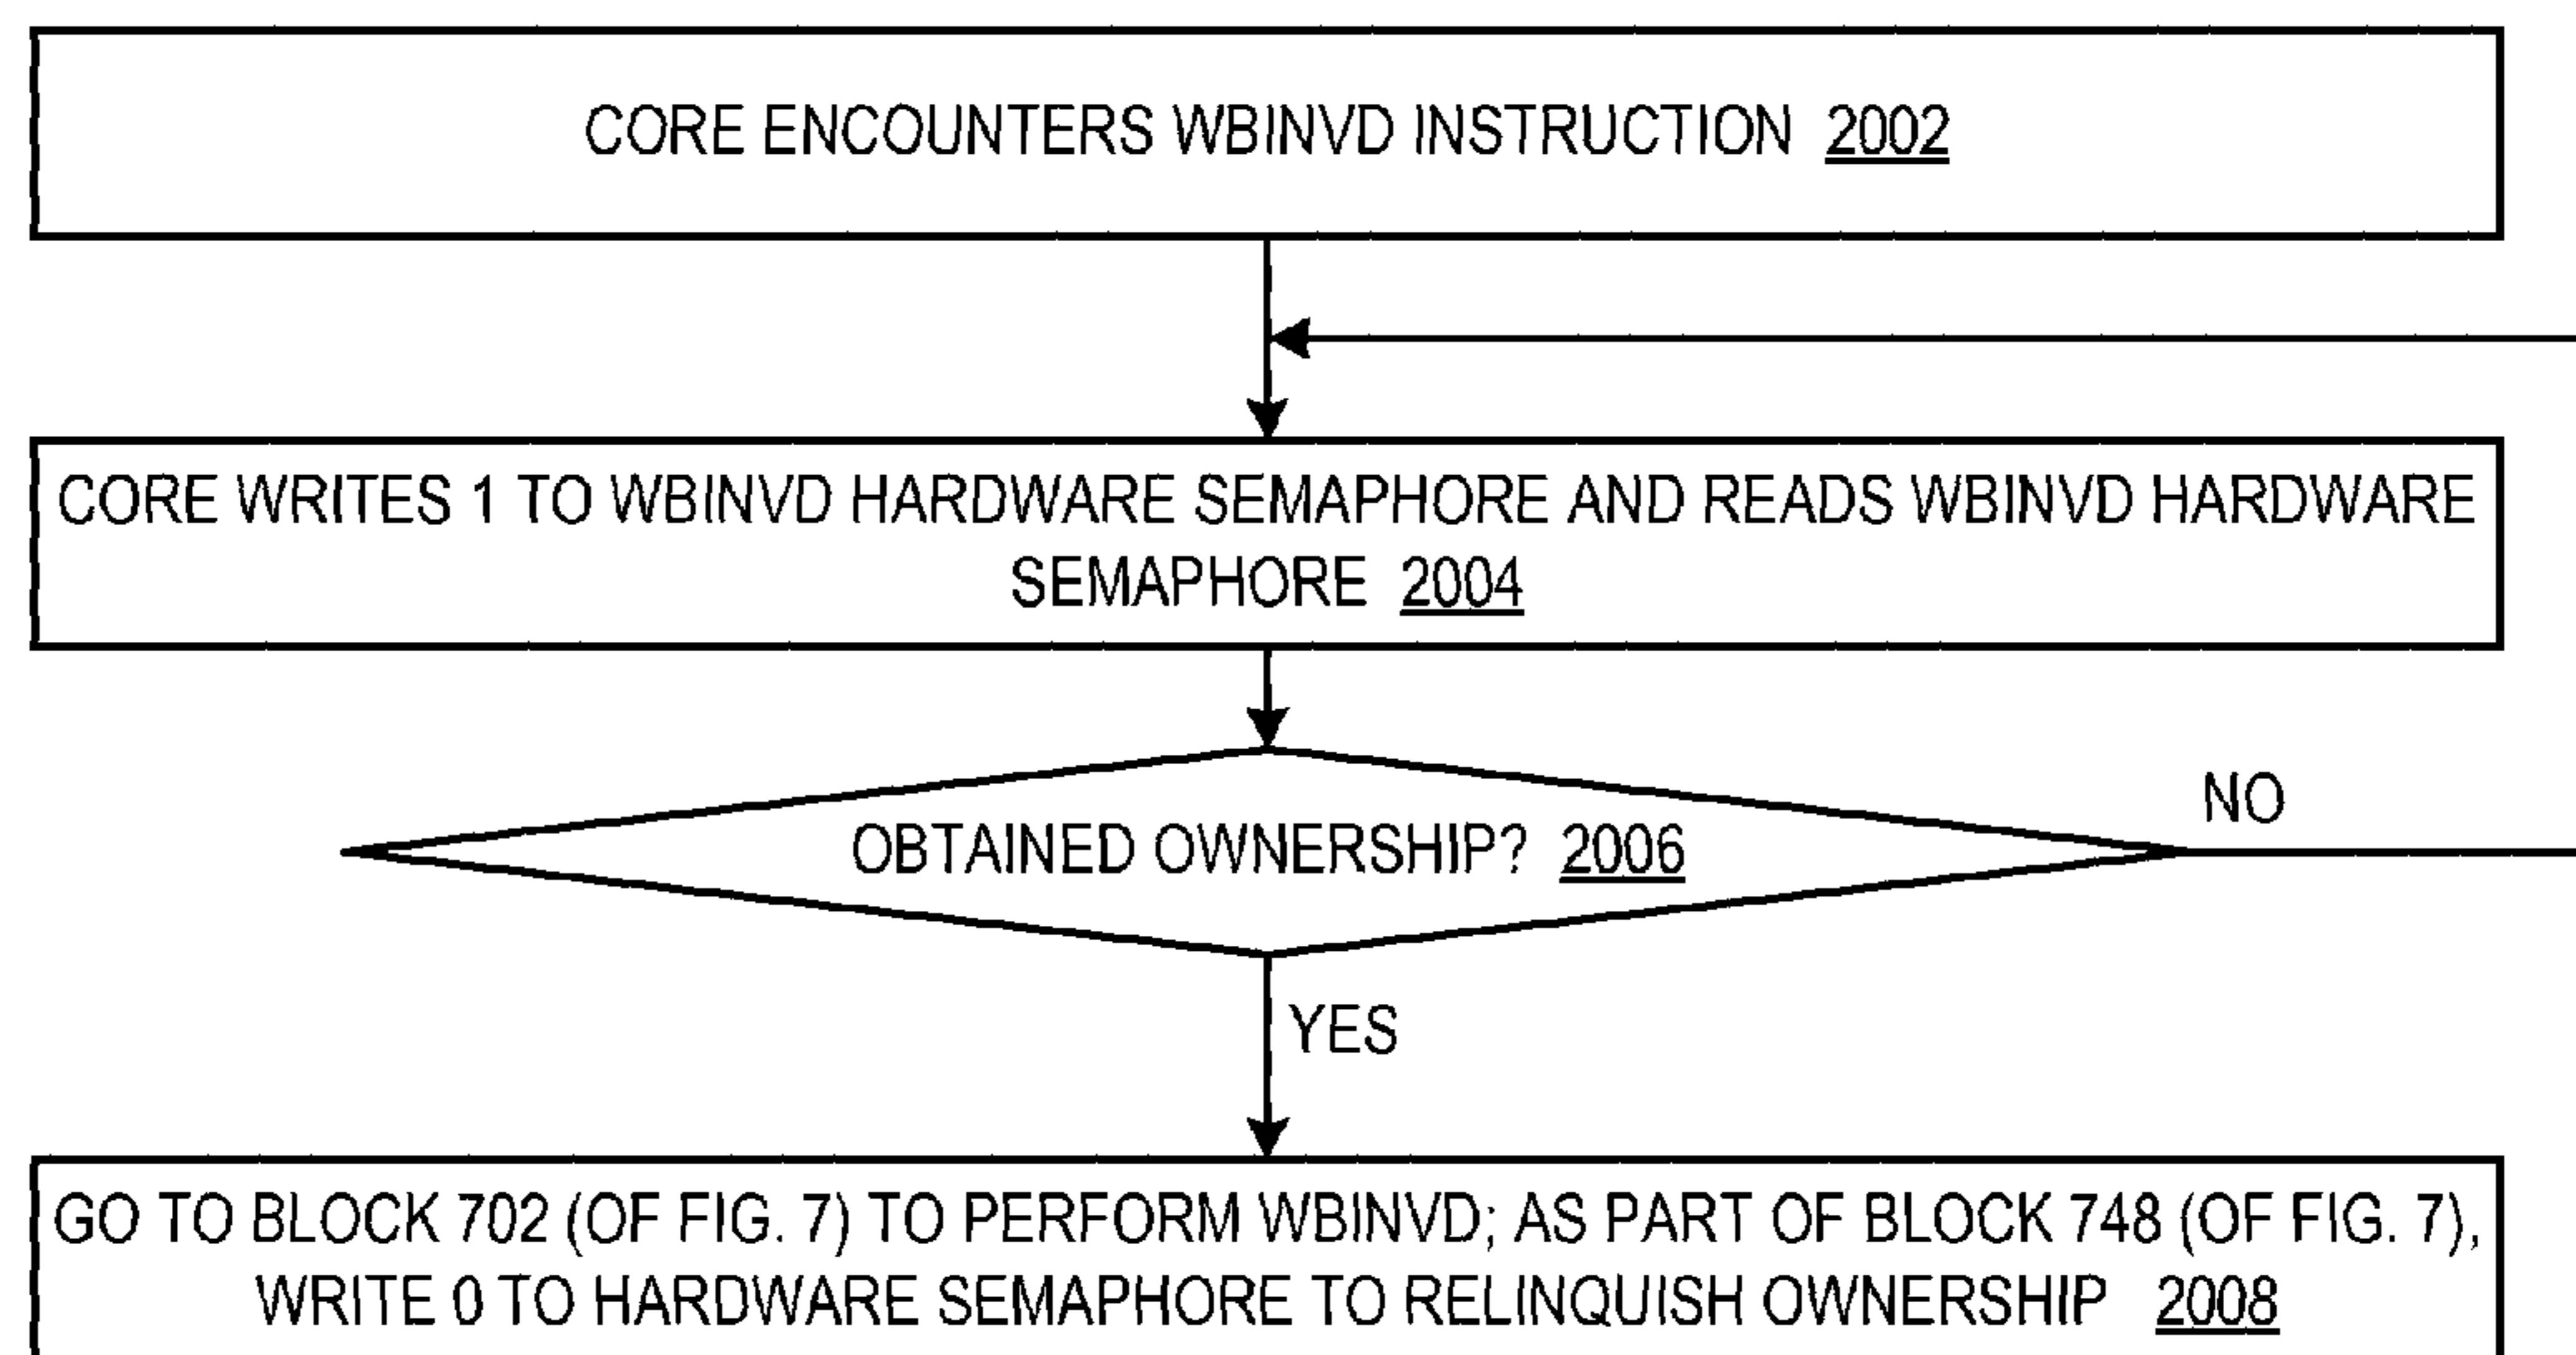 CORE ENCOUNTERS WBINVD INSTRUCTION 2002
CORE WRITES 1 TO WBINVD HARDWARE SEMAPHORE AND READS WBINVD HARDWARE
SEMAPHORE 2004
NO
OBTAINED OWNERSHIP? 2006
YES
GO TO BLOCK 702 (OF FIG. 7) TO PERFORM WBINVD; AS PART OF BLOCK 748 (OF FIG. 7),
WRITE 0 TO HARDWARE SEMAPHORE TO RELINQUISH OWNERSHIP 2008